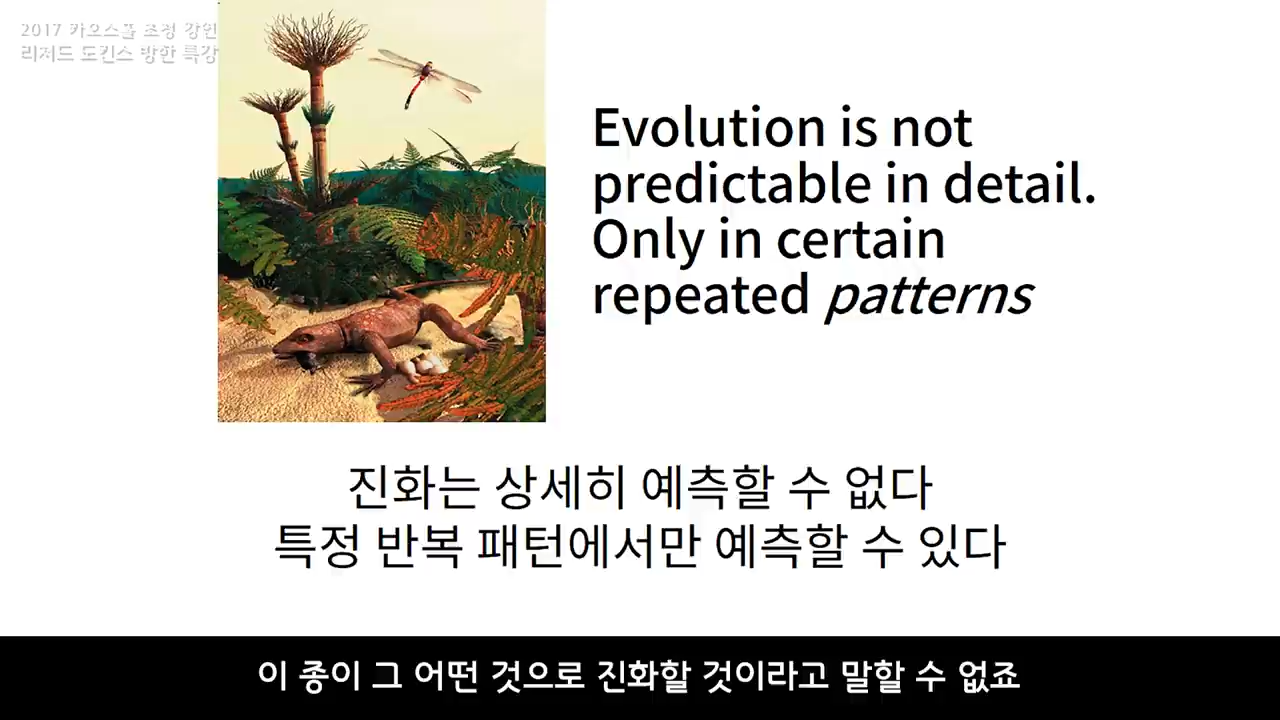 2017 카오스홀 초청 강연
리처드 도킨스 방한 특강
Evolution is not
predictable in detail.
Only in certain
repeated patterns
진화는 상세히 예측할 수 없다
특정 반복 패턴에서만 예측할 수 있다
이 종이 그 어떤 것으로 진화할 것이라고 말할 수 없죠